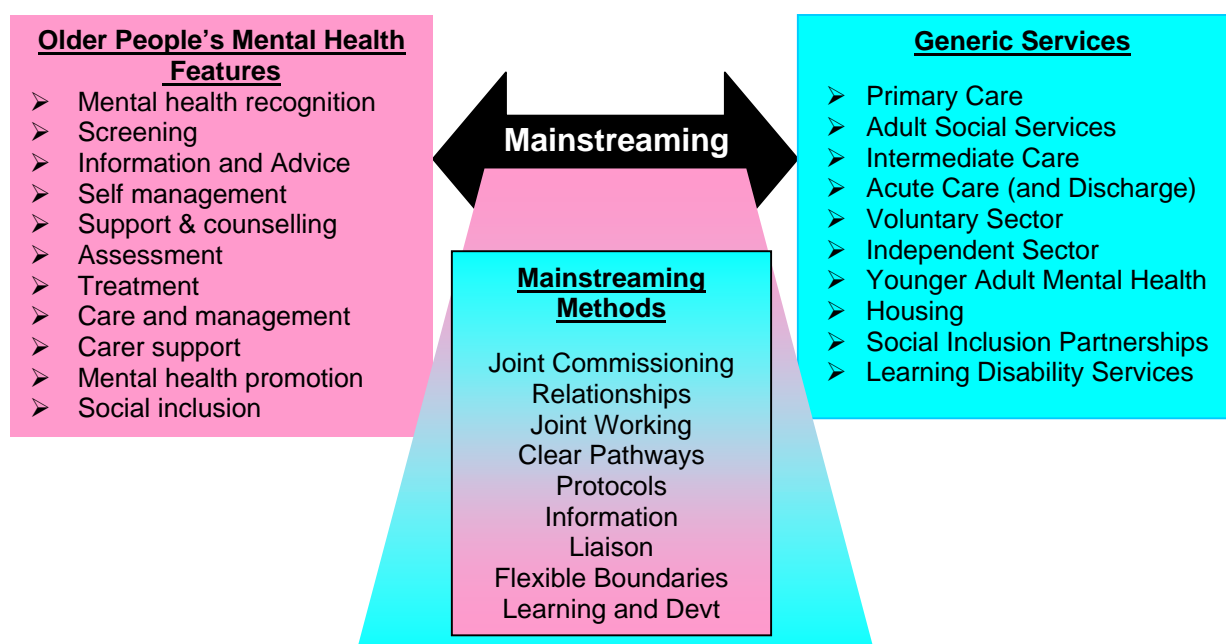 Older People’s Mental Health
Features
➢ Mental health recognition
➢ Screening
➢ Information and Advice
➢ Self management
➢ Support & counselling
➢ Assessment
➢ Treatment
➢ Care and management
➢ Carer support
➢ Mental health promotion
➢ Social inclusion
Mainstreaming
Mainstreaming
Methods
Joint Commissioning
Relationships
Joint Working
Clear Pathways
Protocols
Information
Liaison
Flexible Boundaries
Learning and Devt
Generic Services
➢ Primary Care
➢ Adult Social Services
➢ Intermediate Care
➢ Acute Care (and Discharge)
➢ Voluntary Sector
➢ Independent Sector
➢ Younger Adult Mental Health
➢ Housing
➢ Social Inclusion Partnerships
➢ Learning Disability Services